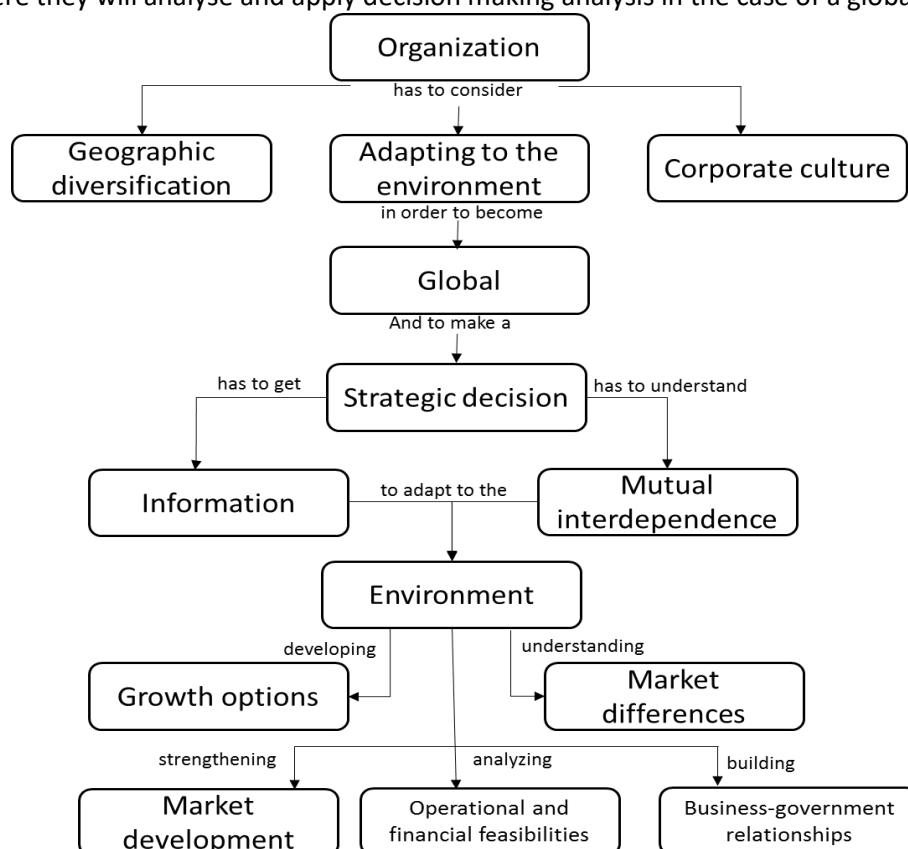 ere they will analyse and apply decision making analysis in the case of a global
Organization
has to consider
Geographic
diversification
Adapting to the
environment
Corporate culture
in order to become
Global
And to make a
Strategic decision
has to get
has to understand
Information
to adapt to the
Mutual
interdependence
Environment
developing
understanding
Growth options
Market
differences
strengthening
analyzing
building
Market
development
Operational and
financial feasibilities
Business-government
relationships